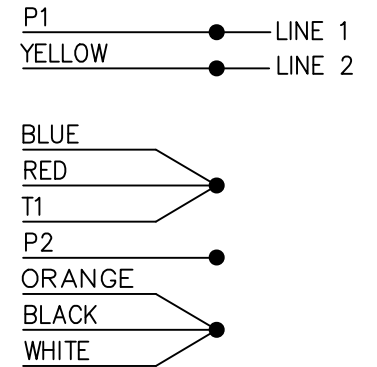 P1 LINE 1
YELLOW LINE 2
BLUE
RED
T1
P2
ORANGE
BLACK
WHITE